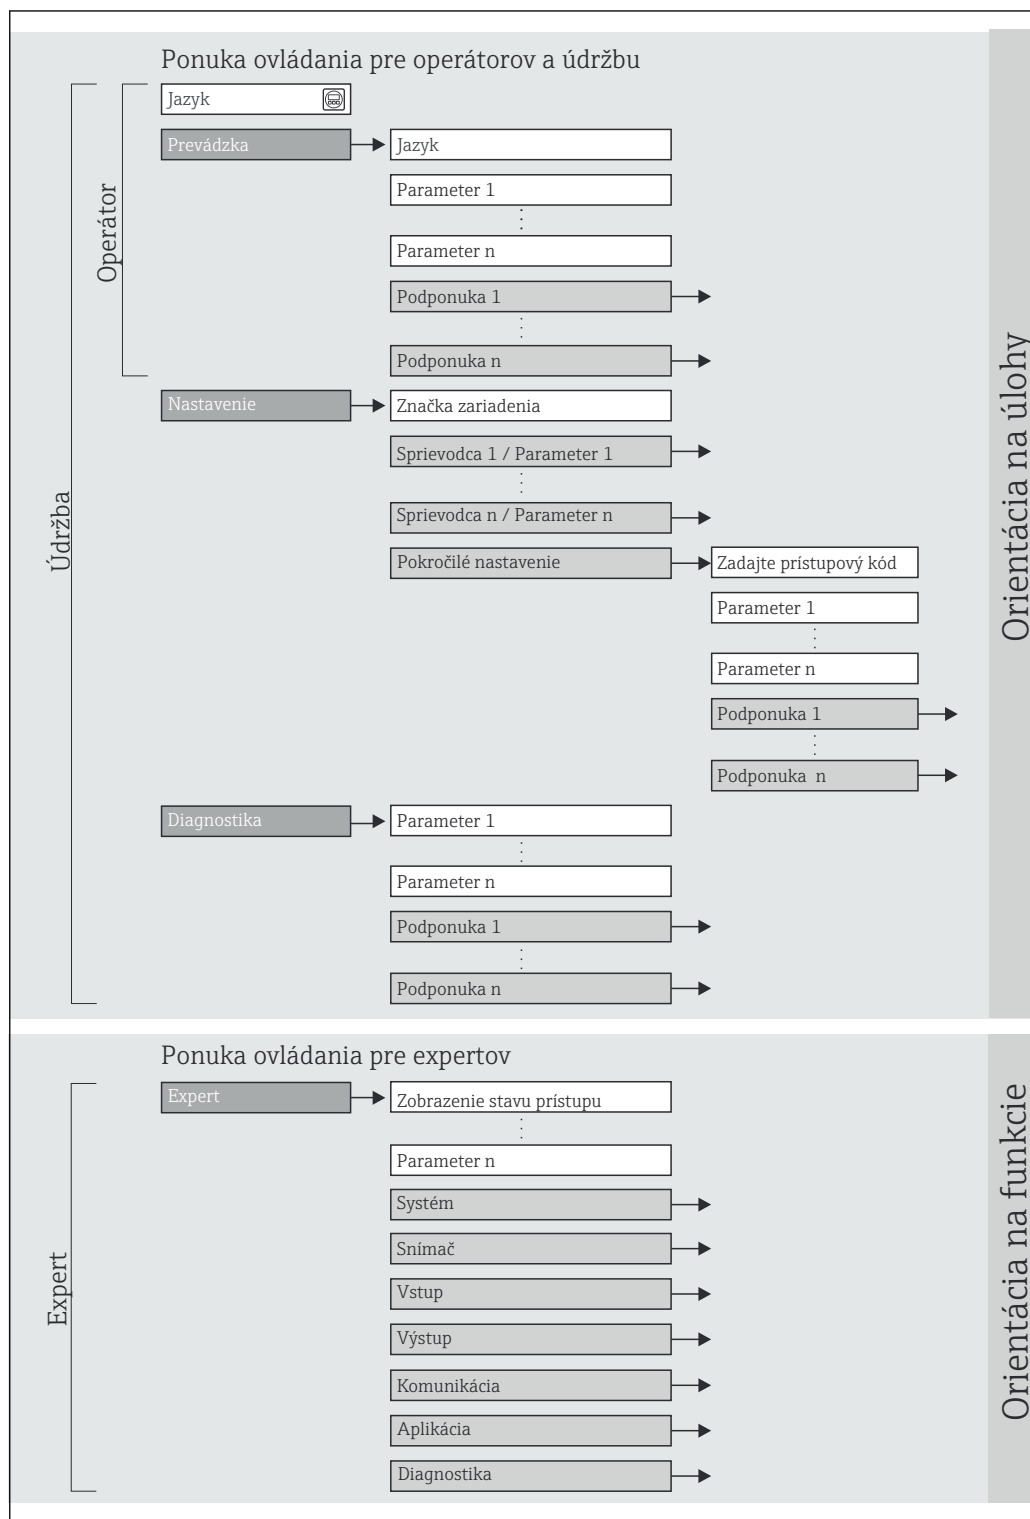 Ponuka ovládania pre operátorov a údržbu
Jazyk
Prevádzka
Jazyk
Parameter 1
Parameter n
Podponuka 1
Podponuka n
Operátor
Nastavenie
Značka zariadenia
Sprievodca 1 / Parameter 1
Sprievodca n / Parameter n
Pokročilé nastavenie
Zadajte prístupový kód
Parameter 1
Parameter n
Podponuka 1
Podponuka n
Údržba
Diagnostika
Parameter 1
Parameter n
Podponuka 1
Podponuka n
Orientácia na úlohy
Ponuka ovládania pre expertov
Expert
Expert
Zobrazenie stavu prístupu
Parameter n
Systém
Snímač
Vstup
Výstup
Komunikácia
Aplikácia
Diagnostika
Orientácia na funkcie